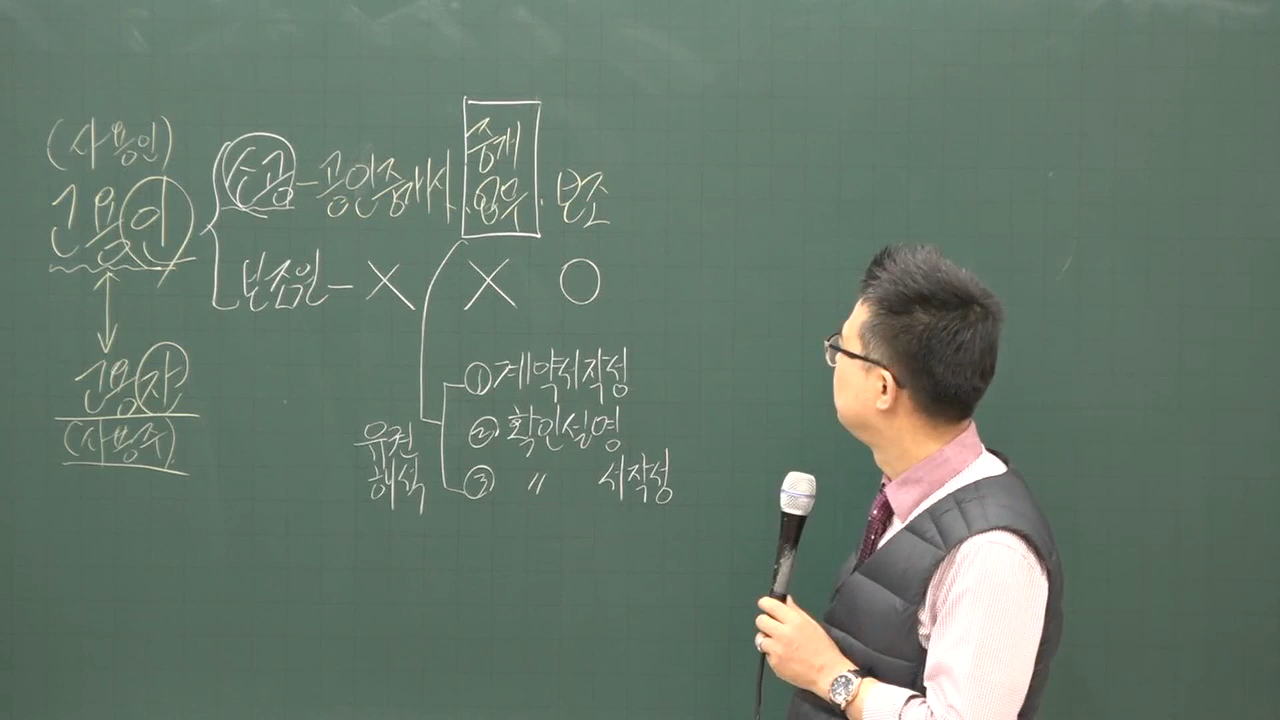 (사용인)
고용인
소공 - 공인중개사. 중개업무. 보조
보조원 - X X O
고용자
(사용주)
유권해석
① 계약서작성
② 확인설명
③ 〃 서작성